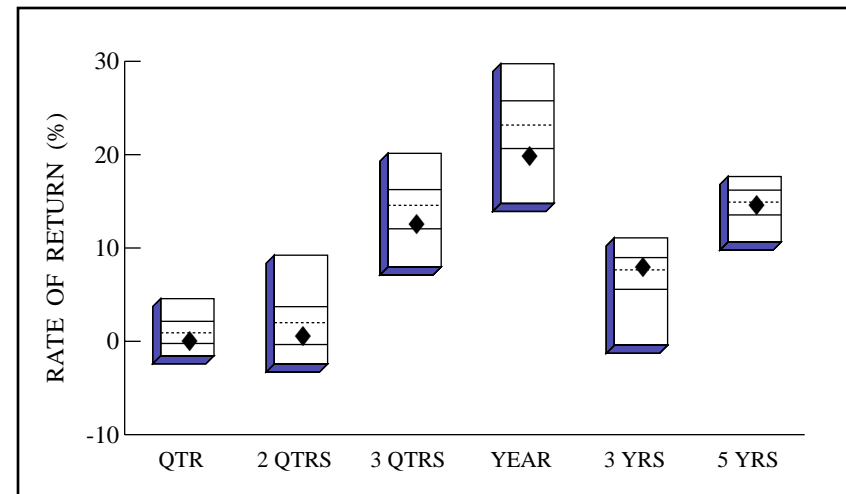 RATE OF RETURN (%)
30
20
10
0
-10
QTR 2 QTRS 3 QTRS YEAR 3 YRS 5 YRS